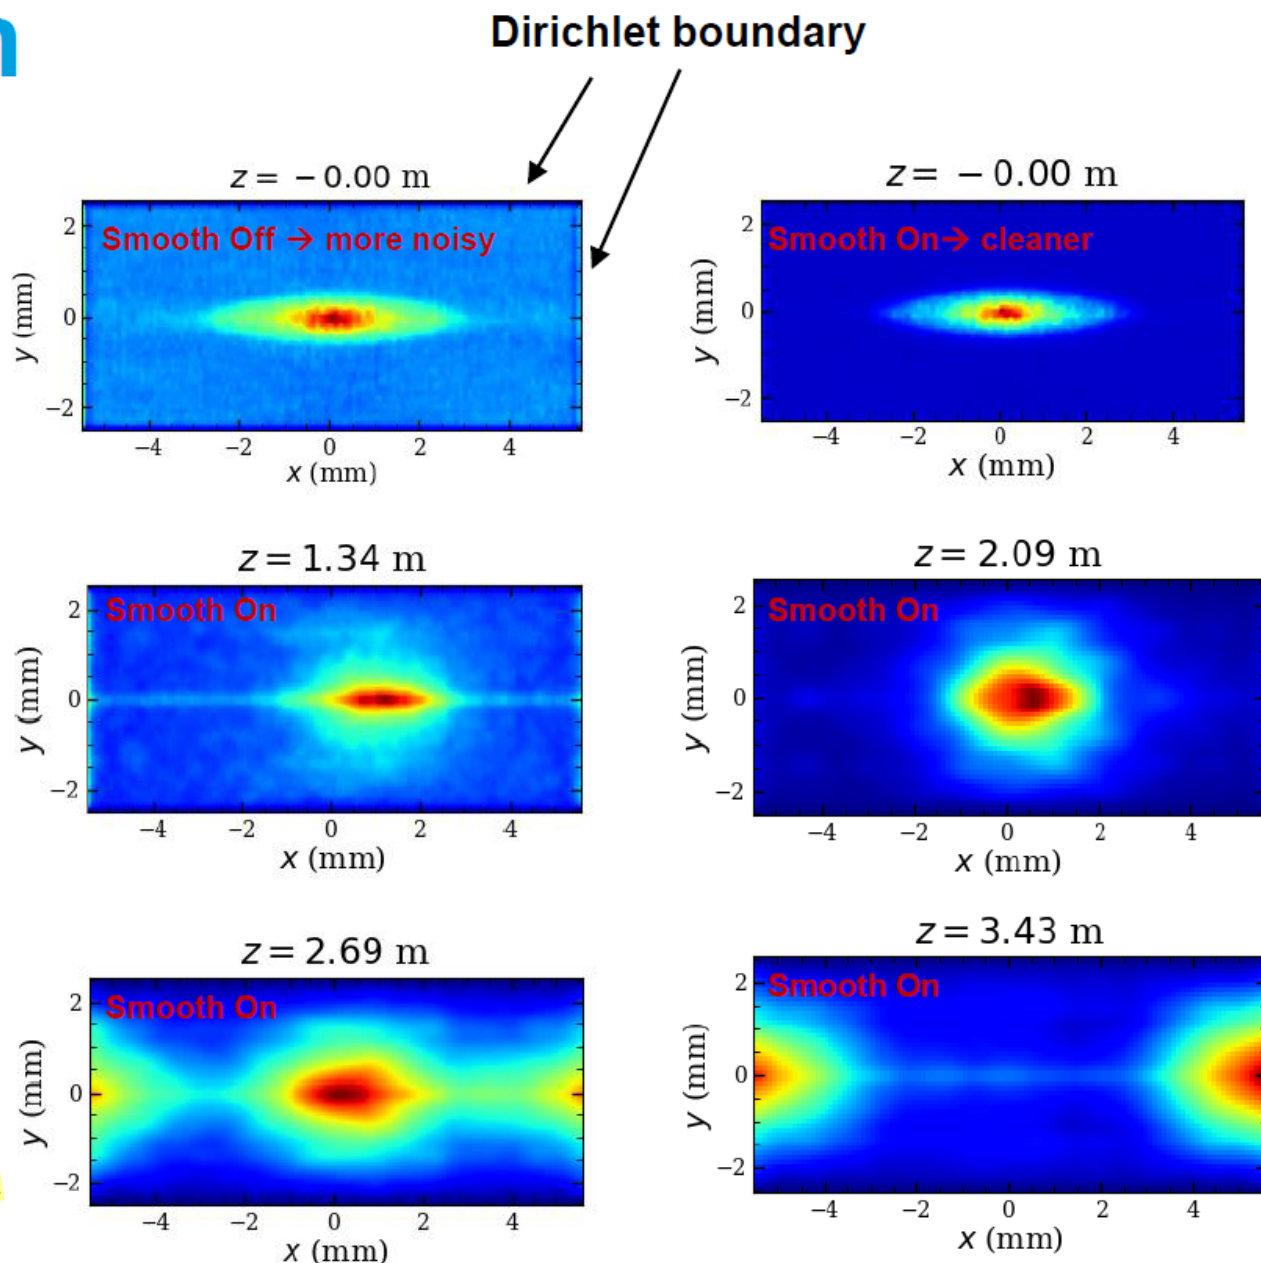 n
Dirichlet boundary
z = −0.00 m
Smooth Off → more noisy
2
0
−2
y (mm)
−4 −2 0 2 4
x (mm)
z = −0.00 m
Smooth On→ cleaner
2
0
−2
y (mm)
−4 −2 0 2 4
x (mm)
z = 1.34 m
Smooth On
2
0
−2
y (mm)
−4 −2 0 2 4
x (mm)
z = 2.09 m
Smooth On
2
0
−2
y (mm)
−4 −2 0 2 4
x (mm)
z = 2.69 m
Smooth On
2
0
−2
y (mm)
−4 −2 0 2 4
x (mm)
z = 3.43 m
Smooth On
2
0
−2
y (mm)
−4 −2 0 2 4
x (mm)